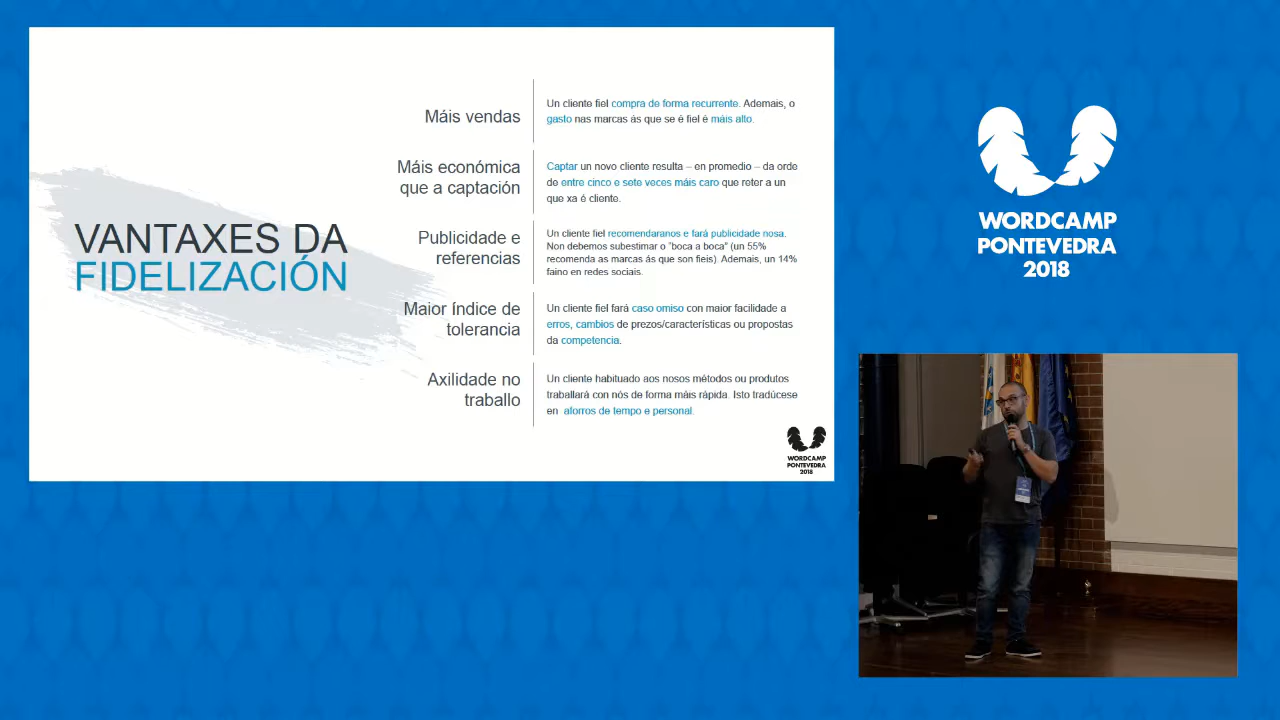 VANTAXES DA
FIDELIZACIÓN
Máis vendas
Un cliente fiel compra de forma recurrente. Ademais, o
gasto nas marcas ás que se é fiel é máis alto.
Máis económica
que a captación
Captar un novo cliente resulta – en promedio – da orde
de entre cinco e sete veces máis caro que reter a un
que xa é cliente.
Publicidade e
referencias
Un cliente fiel recomendaranos e fará publicidade nosa.
Non debemos subestimar o "boca a boca" (un 55%
recomenda as marcas ás que son fieis). Ademais, un 14%
faino en redes sociais.
Maior índice de
tolerancia
Un cliente fiel fará caso omiso con maior facilidade a
erros, cambios de prezos/características ou propostas
da competencia.
Axilidade no
traballo
Un cliente habituado aos nosos métodos ou produtos
traballará con nós de forma máis rápida. Isto tradúcese
en aforros de tempo e personal.
WORDCAMP
PONTEVEDRA
2018
WORDCAMP
PONTEVEDRA
2018